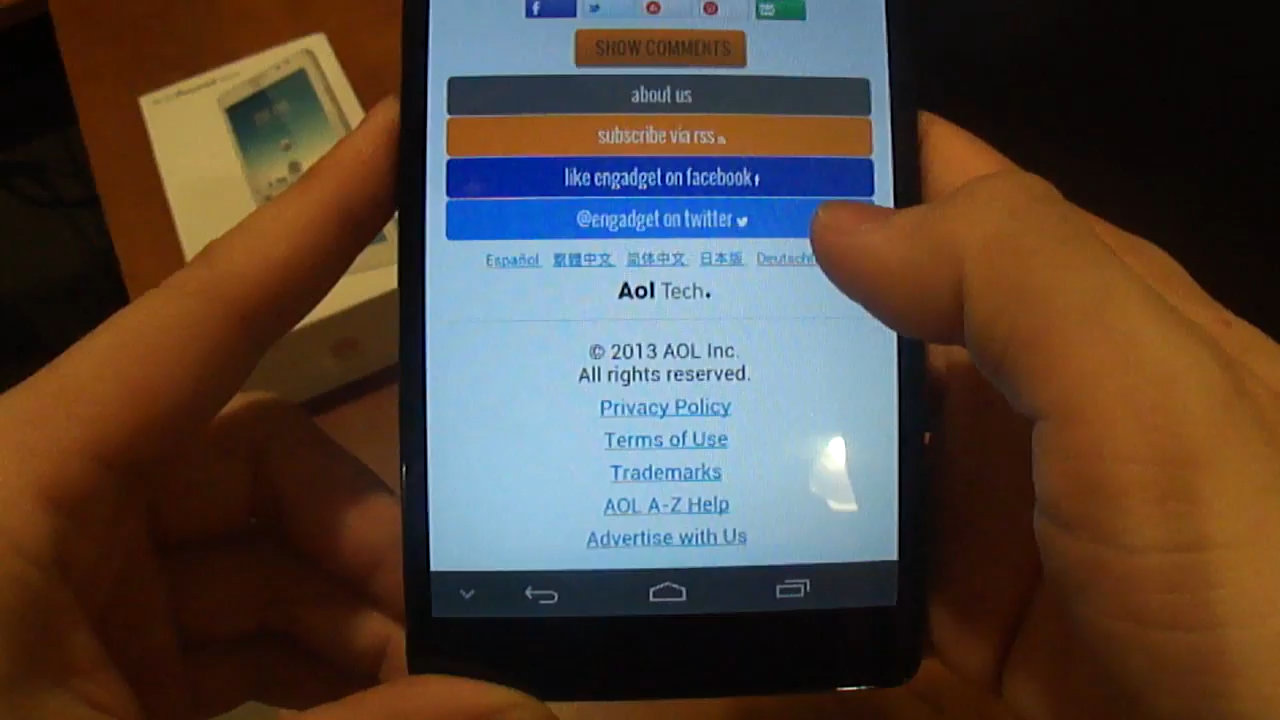 SHOW COMMENTS
about us
subscribe via rss
like engadget on facebook
@engadget on twitter
Español 繁體中文 简体中文 日本版
Aol Tech.
© 2013 AOL Inc.
All rights reserved.
Privacy Policy
Terms of Use
Trademarks
AOL A-Z Help
Advertise with Us